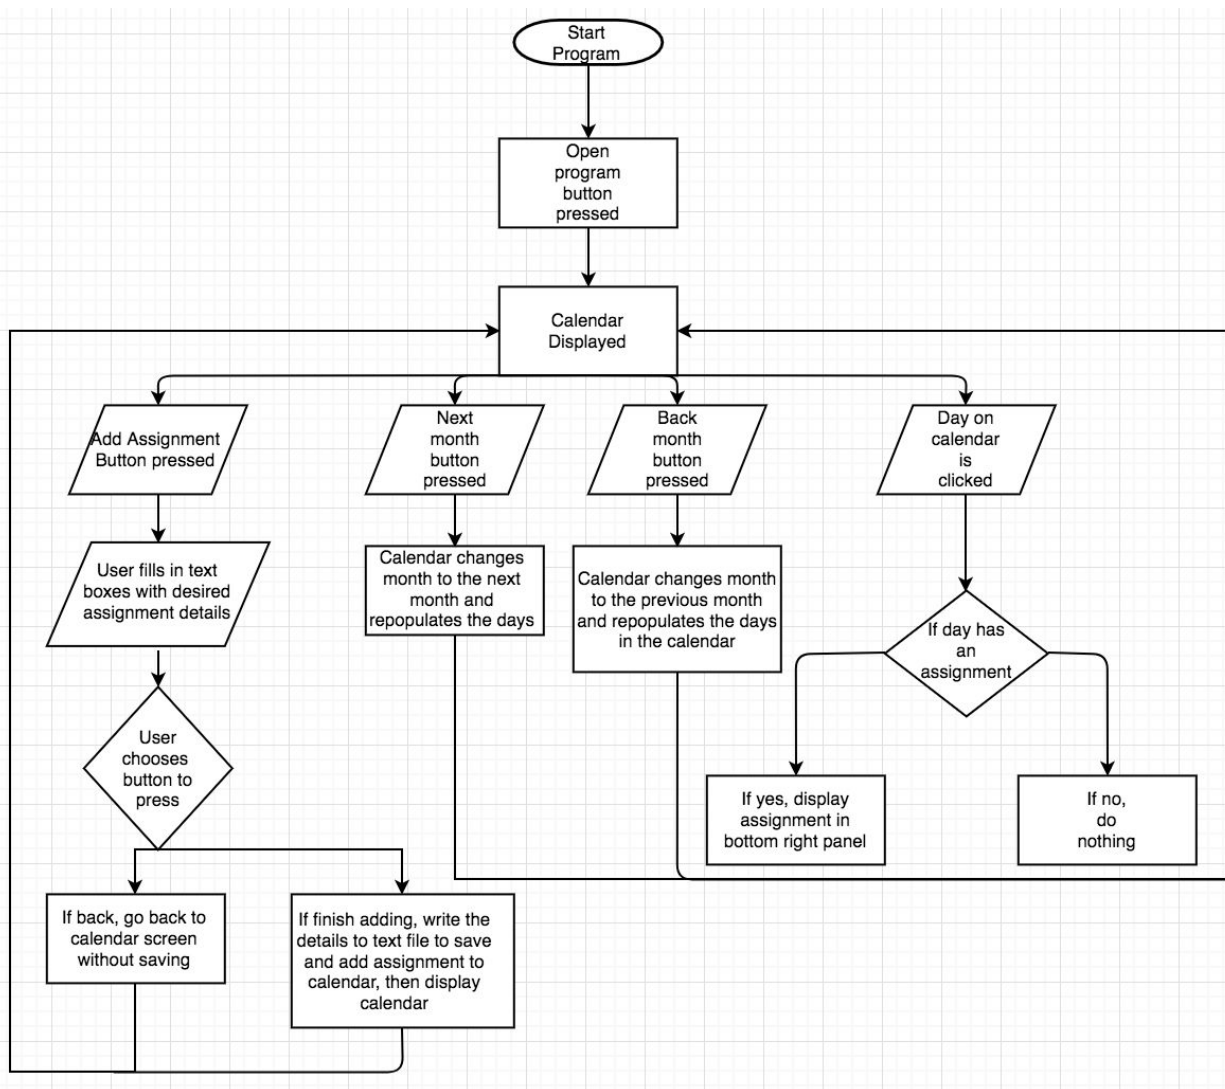 Start
Program
Open
program
button
pressed
Calendar
Displayed
Add Assignment
Button pressed
Next
month
button
pressed
Back
month
button
pressed
Day on
calendar
is
clicked
User fills in text
boxes with desired
assignment details
Calendar changes
month to the next
month and
repopulates the days
Calendar changes month
to the previous month
and repopulates the days
in the calendar
If day has
an
assignment
User
chooses
button to
press
If yes, display
assignment in
bottom right panel
If no,
do
nothing
If back, go back to
calendar screen
without saving
If finish adding, write the
details to text file to save
and add assignment to
calendar, then display
calendar